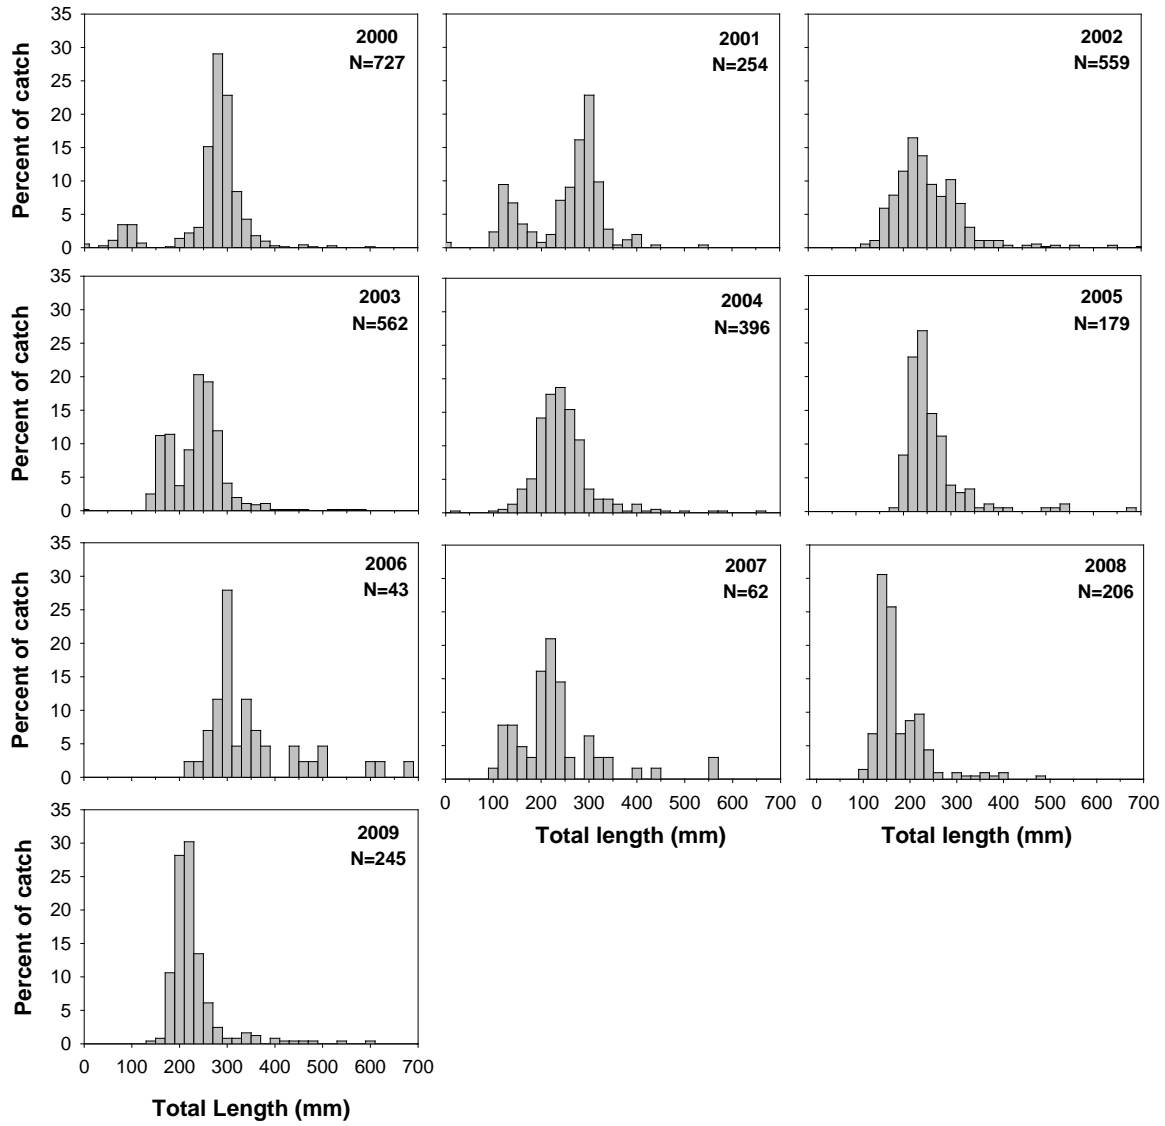 35
30
25
20
15
10
5
0
Percent of catch
2000
N=727
2001
N=254
2002
N=559
35
30
25
20
15
10
5
0
Percent of catch
2003
N=562
2004
N=396
2005
N=179
35
30
25
20
15
10
5
0
Percent of catch
2006
N=43
2007
N=62
0 100 200 300 400 500 600 700
Total length (mm)
2008
N=206
0 100 200 300 400 500 600 700
Total length (mm)
35
30
25
20
15
10
5
0
Percent of catch
2009
N=245
0 100 200 300 400 500 600 700
Total Length (mm)